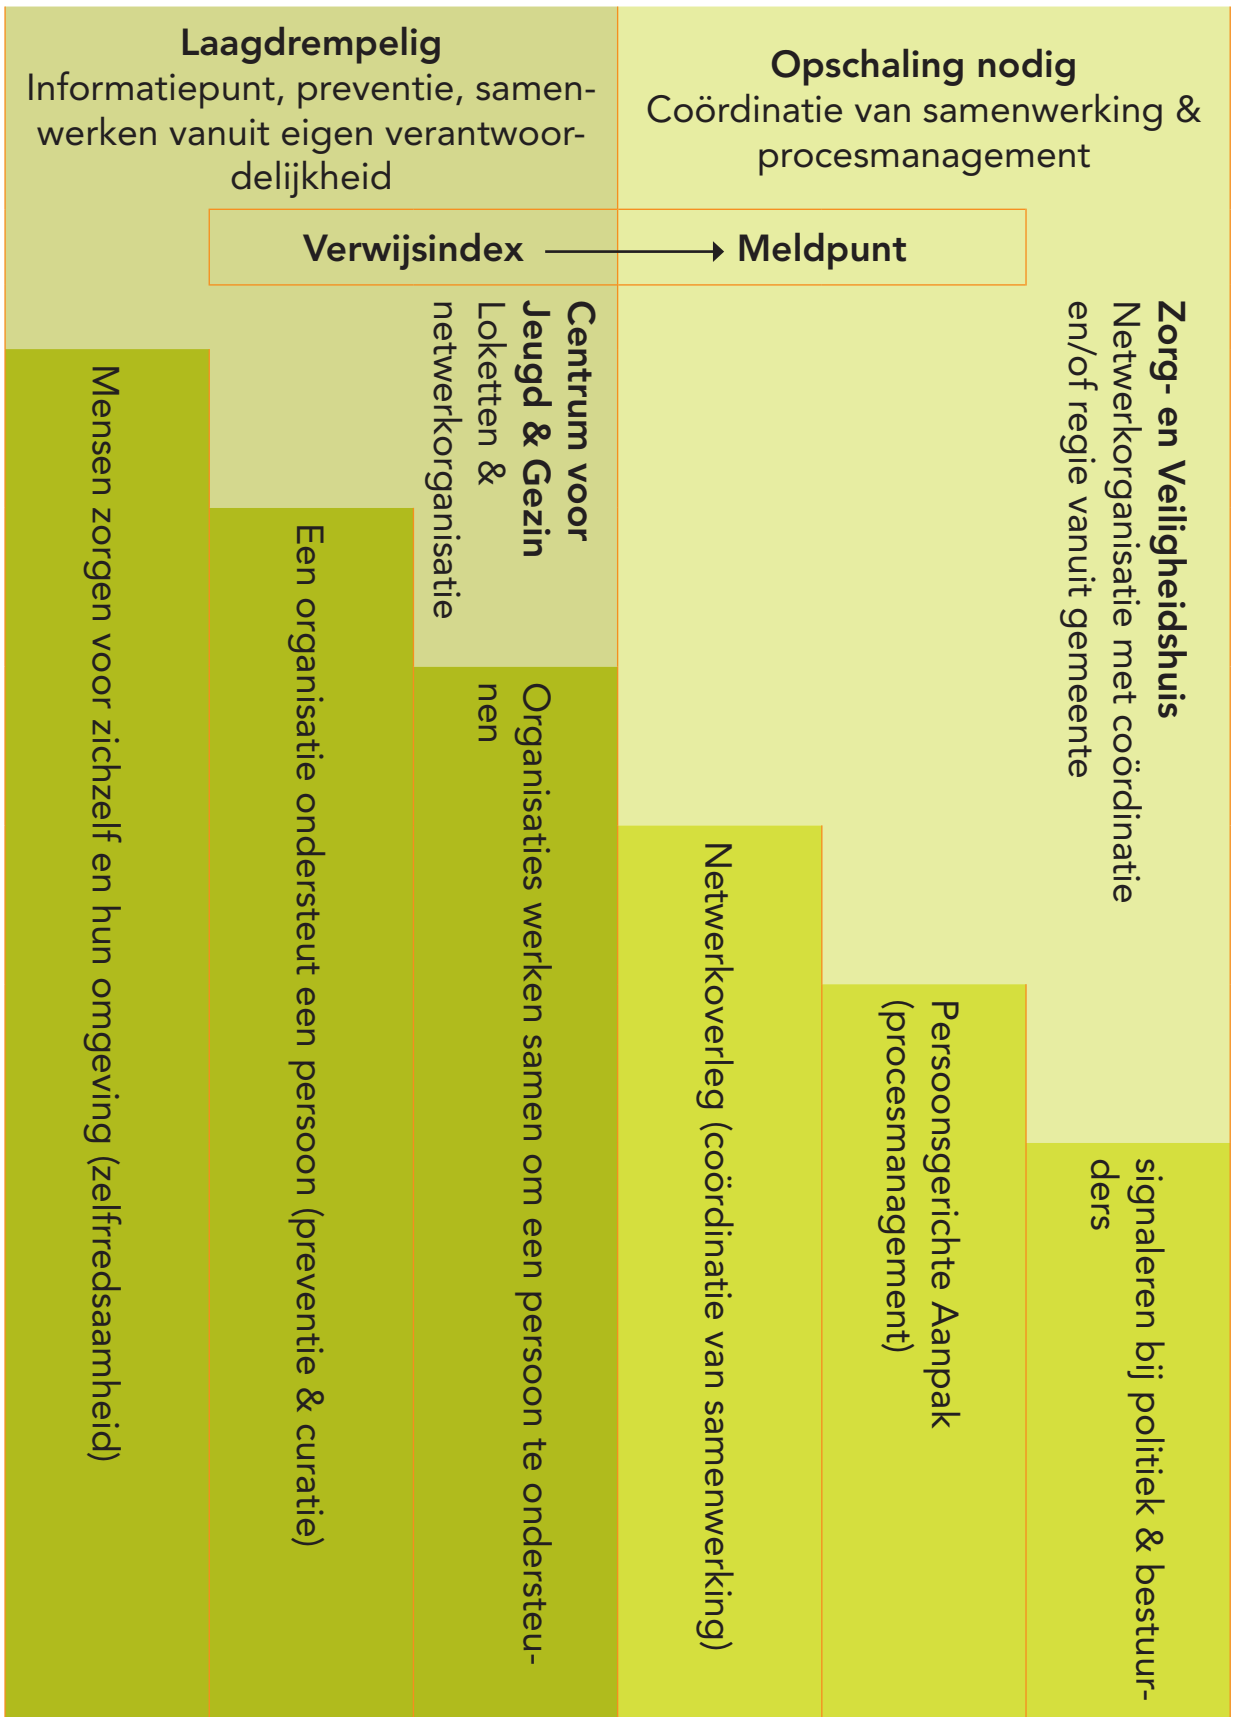 Laagdrempelig
Informatiepunt, preventie, samen-
werken vanuit eigen verantwoor-
delijkheid
Opschaling nodig
Coördinatie van samenwerking &
procesmanagement
Verwijsindex
Meldpunt
Centrum voor
Jeugd & Gezin
Loketten &
netwerkorganisatie
Zorg- en Veiligheidshuis
Netwerkorganisatie met coördinatie
en/of regie vanuit gemeente
Mensen zorgen voor zichzelf en hun omgeving (zelfrredsaamheid)
Een organisatie ondersteut een persoon (preventie & curatie)
Organisaties werken samen om een persoon te ondersteu-
nen
Netwerkoverleg (coördinatie van samenwerking)
Persoonsgerichte Aanpak
(procesmanagement)
signaleren bij politiek & bestuur-
ders